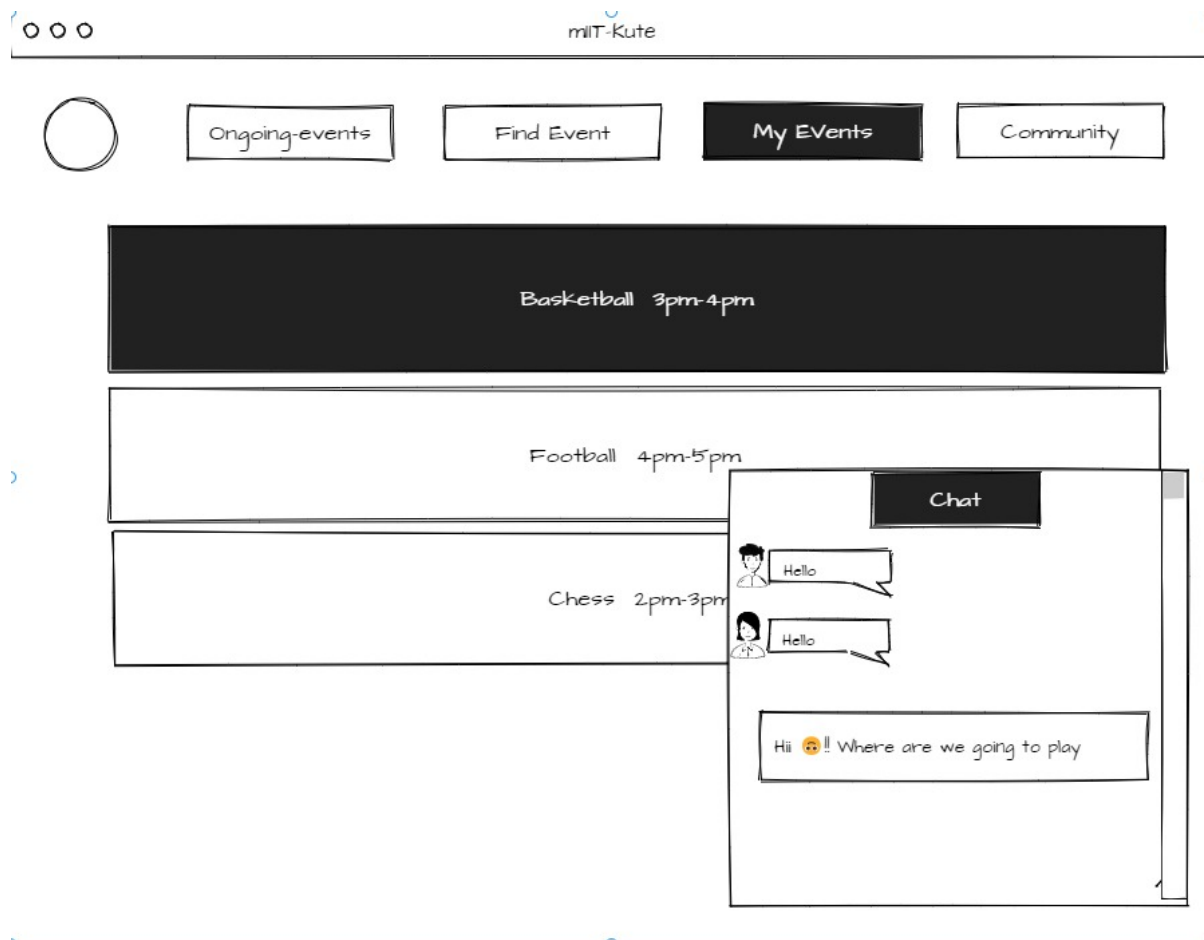 mIIT-Kute
Ongoing-events
Find Event
My EVents
Community
Basketball 3pm-4pm
Football 4pm-5pm
Chess 2pm-3pm
Chat
Hello
Hello
Hii 🙃!! Where are we going to play